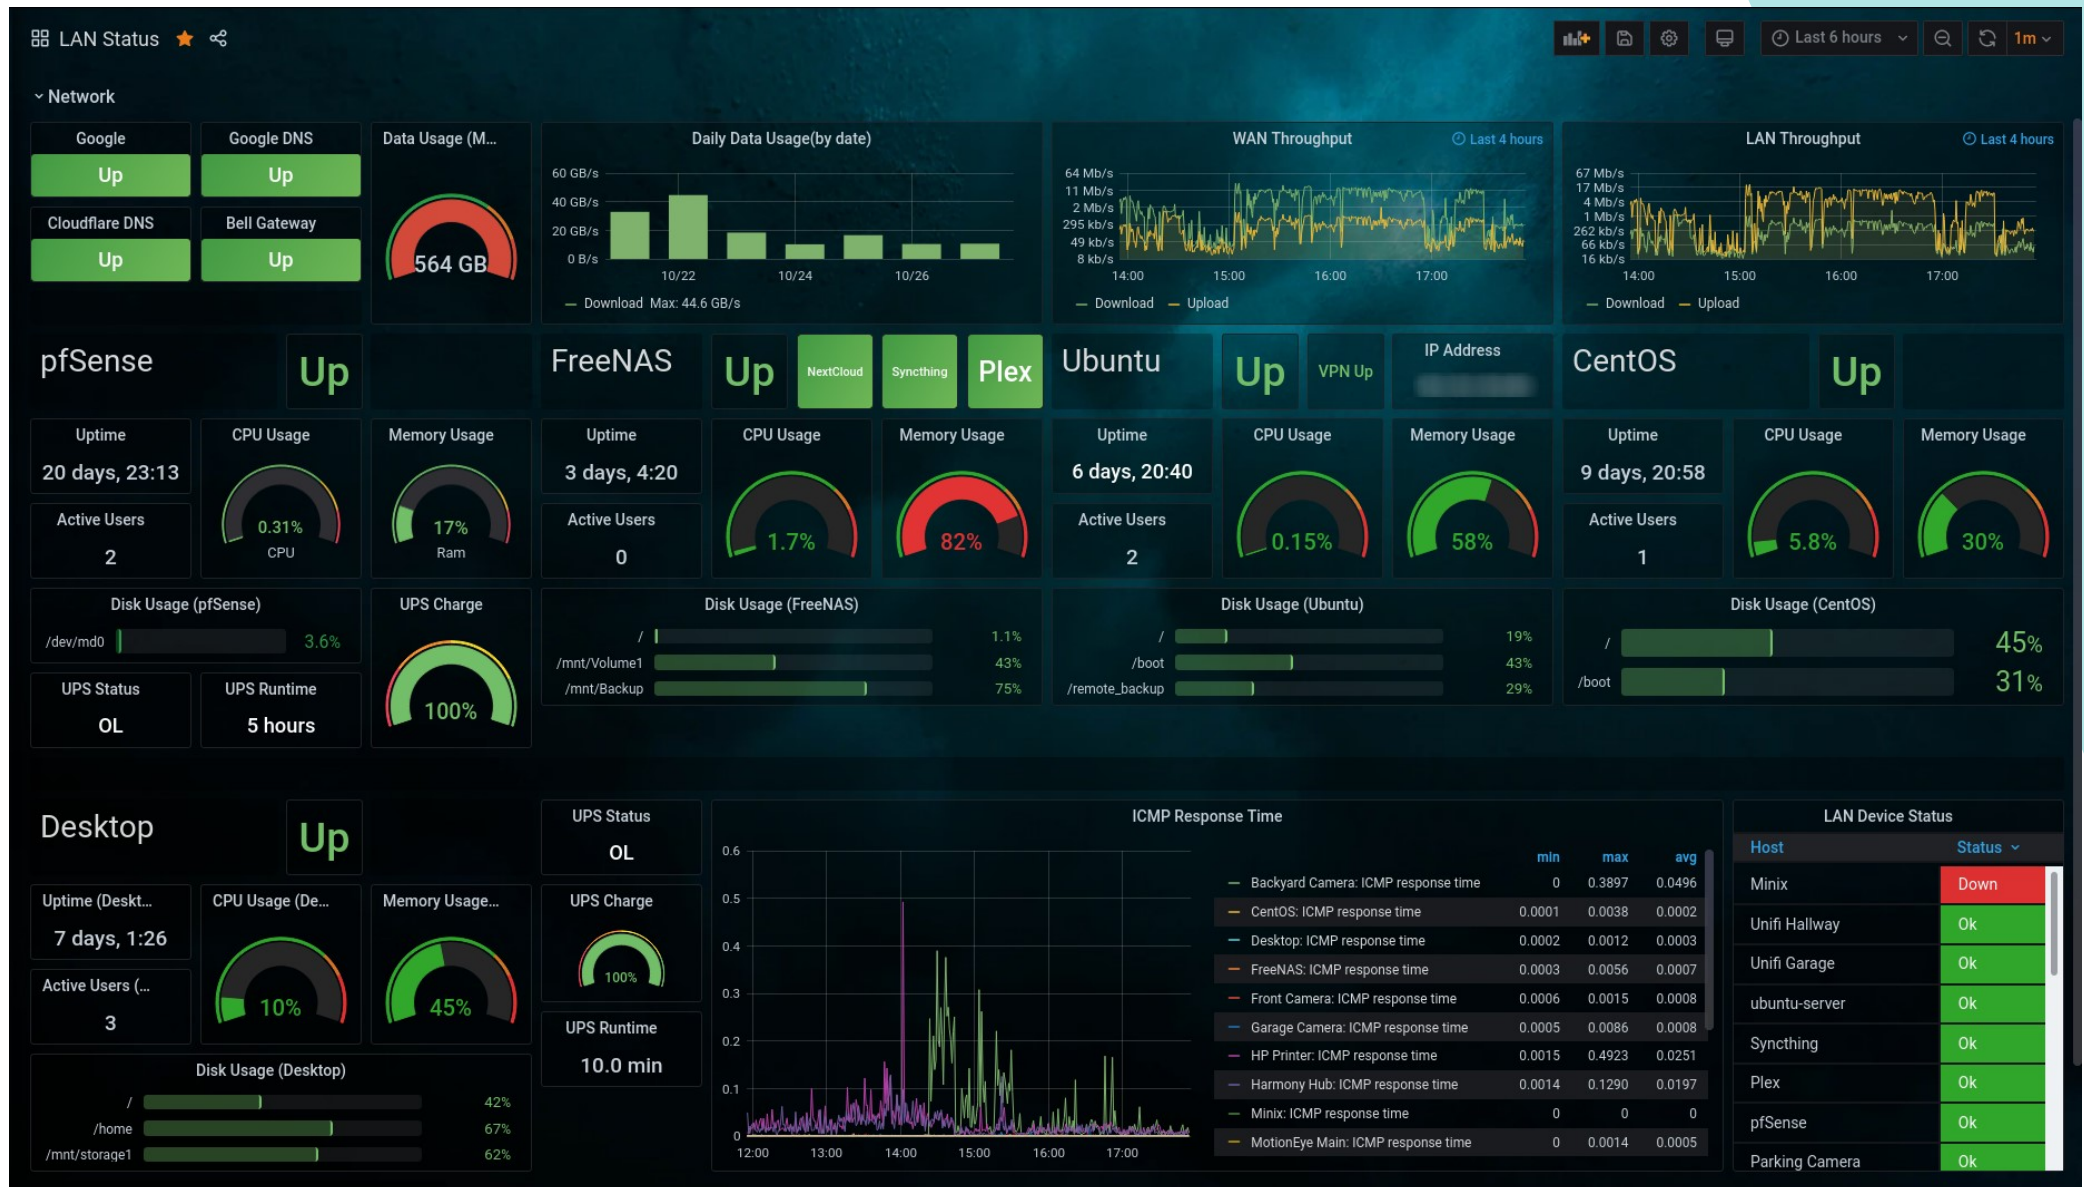 LAN Status
Last 6 hours
1m
Network
Google
Up
Google DNS
Up
Cloudflare DNS
Up
Bell Gateway
Up
Data Usage (M...
564 GB
Daily Data Usage(by date)
60 GB/s
40 GB/s
20 GB/s
0 B/s
10/22 10/24 10/26
Download Max: 44.6 GB/s
WAN Throughput
Last 4 hours
64 Mb/s
11 Mb/s
2 Mb/s
295 kb/s
49 kb/s
8 kb/s
14:00 15:00 16:00 17:00
Download Upload
LAN Throughput
Last 4 hours
67 Mb/s
17 Mb/s
4 Mb/s
1 Mb/s
262 kb/s
66 kb/s
16 kb/s
14:00 15:00 16:00 17:00
Download Upload
pfSense
Up
FreeNAS
Up
NextCloud
Syncthing
Plex
Ubuntu
Up
VPN Up
IP Address
CentOS
Up
Uptime
20 days, 23:13
Active Users
2
CPU Usage
0.31%
CPU
Memory Usage
17%
Ram
Uptime
3 days, 4:20
Active Users
0
CPU Usage
1.7%
Memory Usage
82%
Uptime
6 days, 20:40
Active Users
2
CPU Usage
0.15%
Memory Usage
58%
Uptime
9 days, 20:58
Active Users
1
CPU Usage
5.8%
Memory Usage
30%
Disk Usage (pfSense)
/dev/md0 3.6%
UPS Status
OL
UPS Runtime
5 hours
UPS Charge
100%
Disk Usage (FreeNAS)
/ 1.1%
/mnt/Volume1 43%
/mnt/Backup 75%
Disk Usage (Ubuntu)
/ 19%
/boot 43%
/remote_backup 29%
Disk Usage (CentOS)
/ 45%
/boot 31%
Desktop
Up
Uptime (Deskt...
7 days, 1:26
Active Users (...
3
CPU Usage (De...
10%
Memory Usage...
45%
Disk Usage (Desktop)
/ 42%
/home 67%
/mnt/storage1 62%
UPS Status
OL
UPS Charge
100%
UPS Runtime
10.0 min
ICMP Response Time
0.6
0.5
0.4
0.3
0.2
0.1
0
12:00 13:00 14:00 15:00 16:00 17:00
min max avg
Backyard Camera: ICMP response time 0 0.3897 0.0496
CentOS: ICMP response time 0.0001 0.0038 0.0002
Desktop: ICMP response time 0.0002 0.0012 0.0003
FreeNAS: ICMP response time 0.0003 0.0056 0.0007
Front Camera: ICMP response time 0.0006 0.0015 0.0008
Garage Camera: ICMP response time 0.0005 0.0086 0.0008
HP Printer: ICMP response time 0.0015 0.4923 0.0251
Harmony Hub: ICMP response time 0.0014 0.1290 0.0197
Minix: ICMP response time 0 0 0
MotionEye Main: ICMP response time 0 0.0014 0.0005
LAN Device Status
Host Status
Minix Down
Unifi Hallway Ok
Unifi Garage Ok
ubuntu-server Ok
Syncthing Ok
Plex Ok
pfSense Ok
Parking Camera Ok